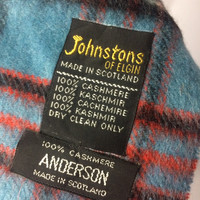 Johnstons
OF ELGIN
MADE IN SCOTLAND
100% CASHMERE
100% KASCHMIR
100% CACHEMIRE
100% KASHMIR
DRY CLEAN ONLY
100% CASHMERE
ANDERSON
MADE IN SCOTLAND